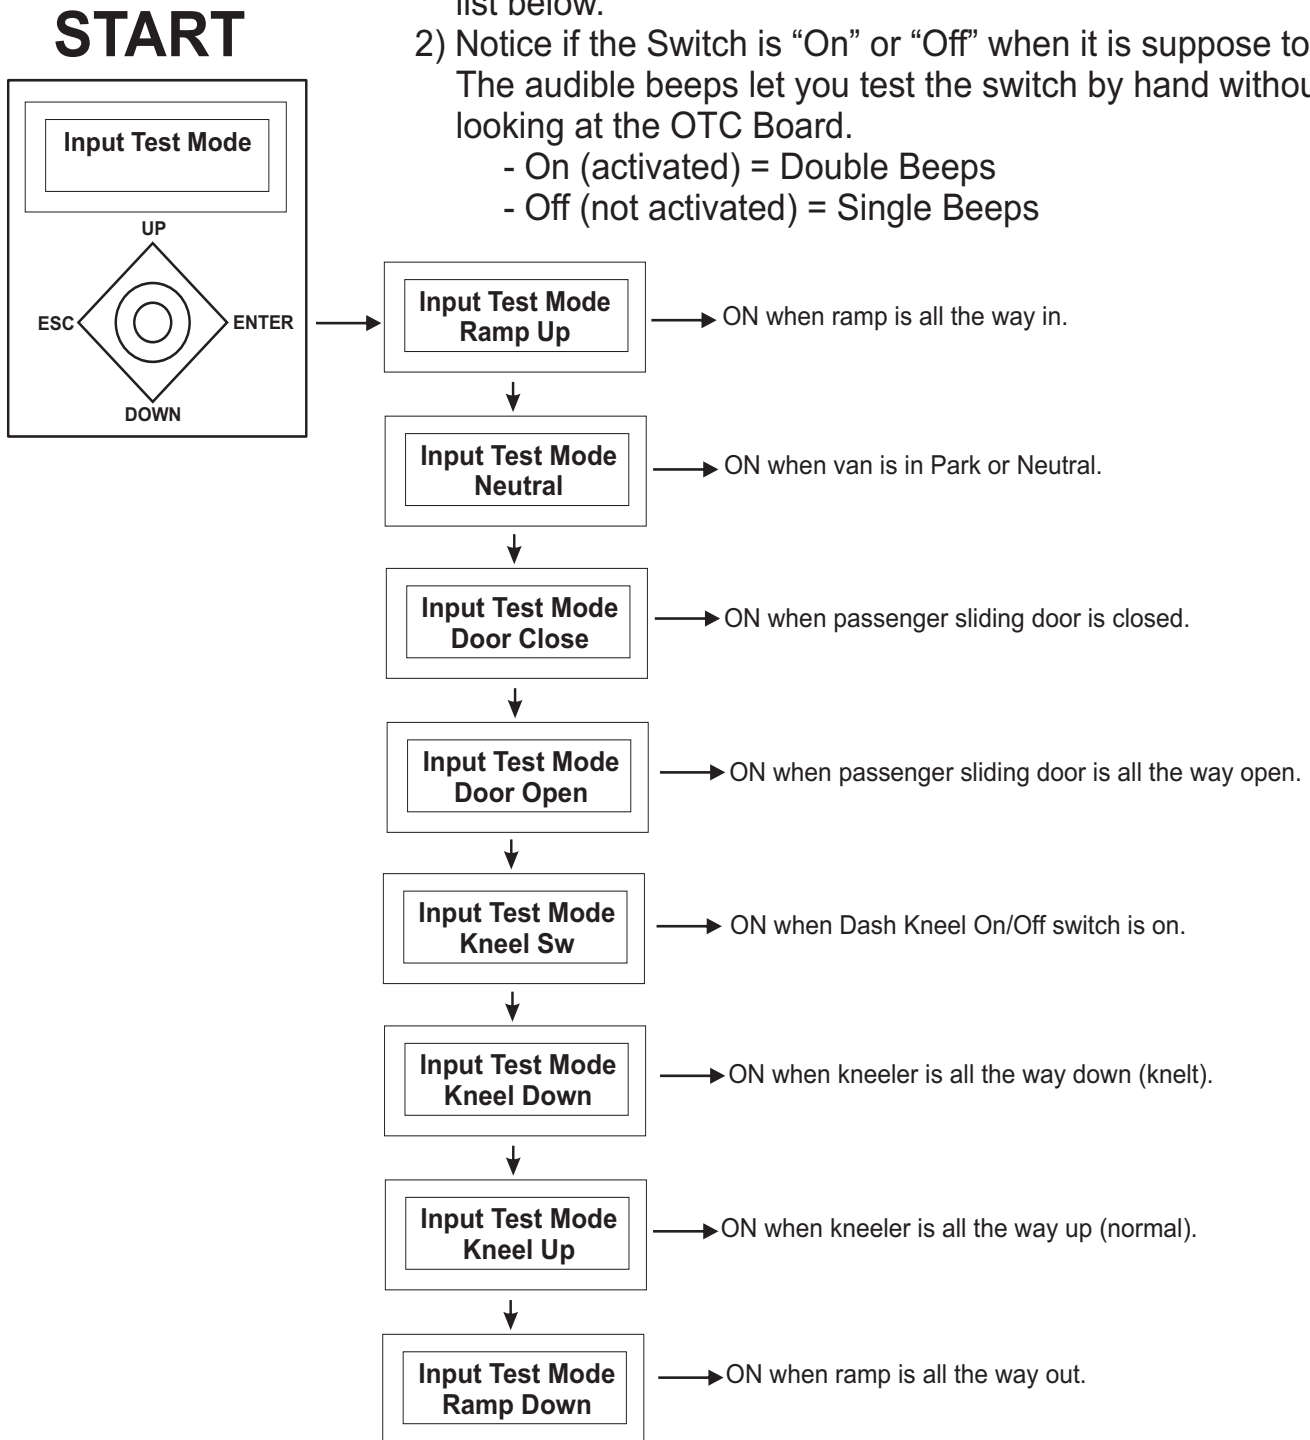 list below.
START
2) Notice if the Switch is “On” or “Off” when it is suppose to
The audible beeps let you test the switch by hand withou
looking at the OTC Board.
- On (activated) = Double Beeps
- Off (not activated) = Single Beeps
Input Test Mode
UP
ESC
ENTER
DOWN
Input Test Mode
Ramp Up
ON when ramp is all the way in.
Input Test Mode
Neutral
ON when van is in Park or Neutral.
Input Test Mode
Door Close
ON when passenger sliding door is closed.
Input Test Mode
Door Open
ON when passenger sliding door is all the way open.
Input Test Mode
Kneel Sw
ON when Dash Kneel On/Off switch is on.
Input Test Mode
Kneel Down
ON when kneeler is all the way down (knelt).
Input Test Mode
Kneel Up
ON when kneeler is all the way up (normal).
Input Test Mode
Ramp Down
ON when ramp is all the way out.